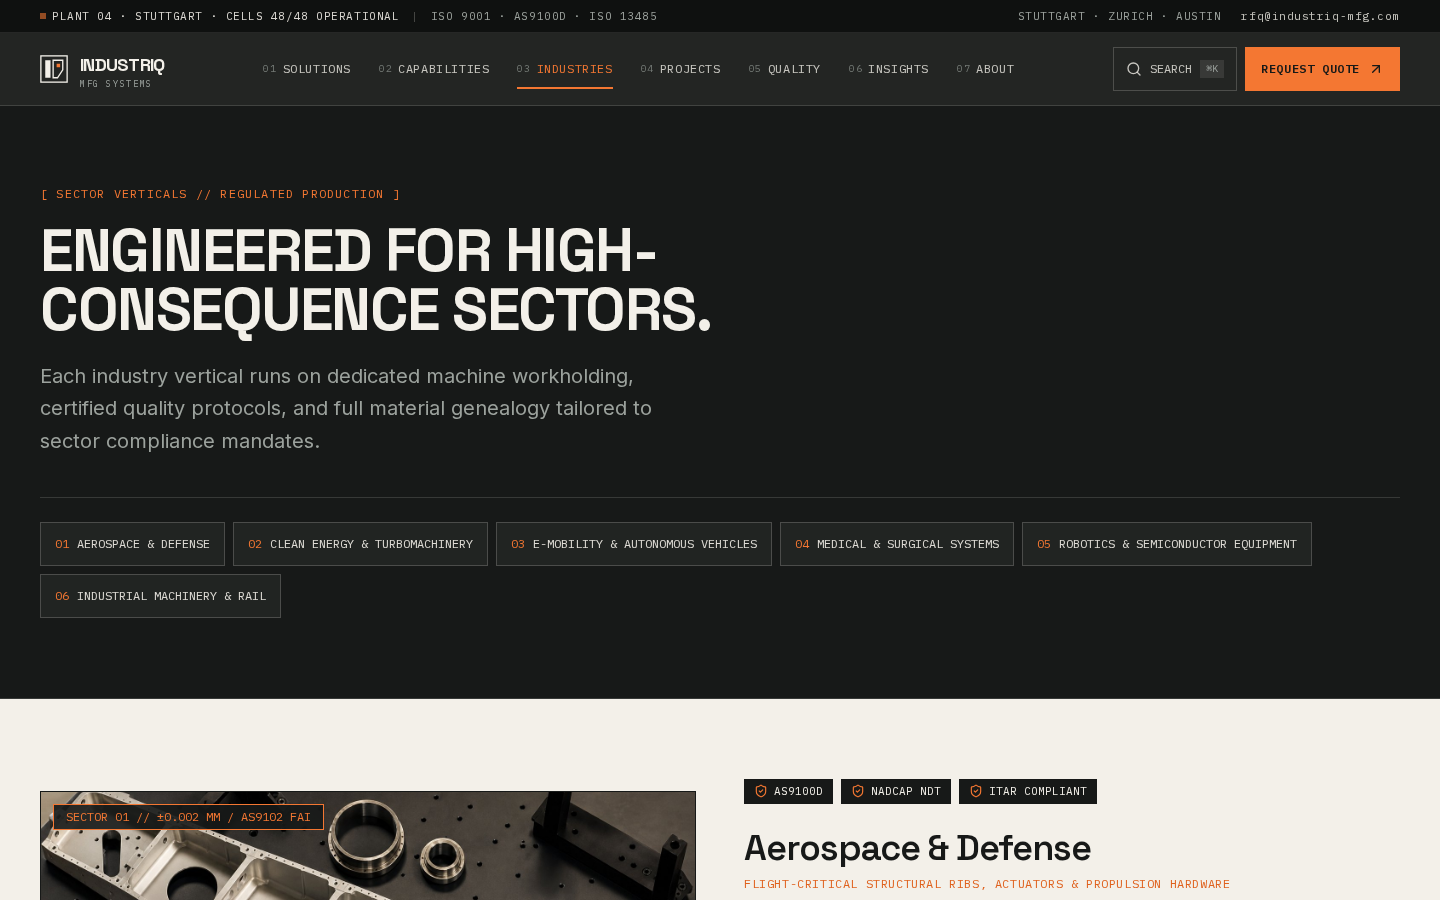 PLANT 04 · STUTTGART · CELLS 48/48 OPERATIONAL | ISO 9001 · AS9100D · ISO 13485
STUTTGART · ZURICH · AUSTIN rfq@industriq-mfg.com
INDUSTRIQ
MFG SYSTEMS
01 SOLUTIONS 02 CAPABILITIES 03 INDUSTRIES 04 PROJECTS 05 QUALITY 06 INSIGHTS 07 ABOUT
SEARCH ⌘K
REQUEST QUOTE
[ SECTOR VERTICALS // REGULATED PRODUCTION ]
ENGINEERED FOR HIGH-
CONSEQUENCE SECTORS.
Each industry vertical runs on dedicated machine workholding,
certified quality protocols, and full material genealogy tailored to
sector compliance mandates.
01 AEROSPACE & DEFENSE
02 CLEAN ENERGY & TURBOMACHINERY
03 E-MOBILITY & AUTONOMOUS VEHICLES
04 MEDICAL & SURGICAL SYSTEMS
05 ROBOTICS & SEMICONDUCTOR EQUIPMENT
06 INDUSTRIAL MACHINERY & RAIL
SECTOR 01 // ±0.002 MM / AS9102 FAI
AS9100D
NADCAP NDT
ITAR COMPLIANT
Aerospace & Defense
FLIGHT-CRITICAL STRUCTURAL RIBS, ACTUATORS & PROPULSION HARDWARE